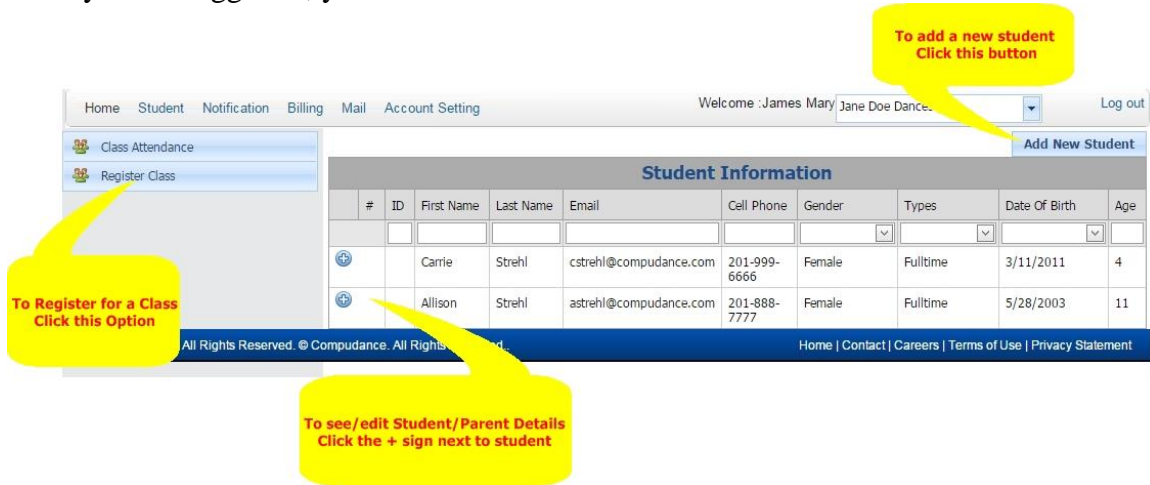 To add a new student
Click this button
Home Student Notification Billing Mail Account Setting
Welcome :James Mary Jane Doe Log out
Class Attendance
Register Class
Add New Student
Student Information
# ID First Name Last Name Email Cell Phone Gender Types Date Of Birth Age
Carrie Strehl cstrehl@compudance.com 201-999-6666 Female Fulltime 3/11/2011 4
Allison Strehl astrehl@compudance.com 201-888-7777 Female Fulltime 5/28/2003 11
To Register for a Class
Click this Option
All Rights Reserved. © Compudance. All
Home | Contact | Careers | Terms of Use | Privacy Statement
To see/edit Student/Parent Details
Click the + sign next to student